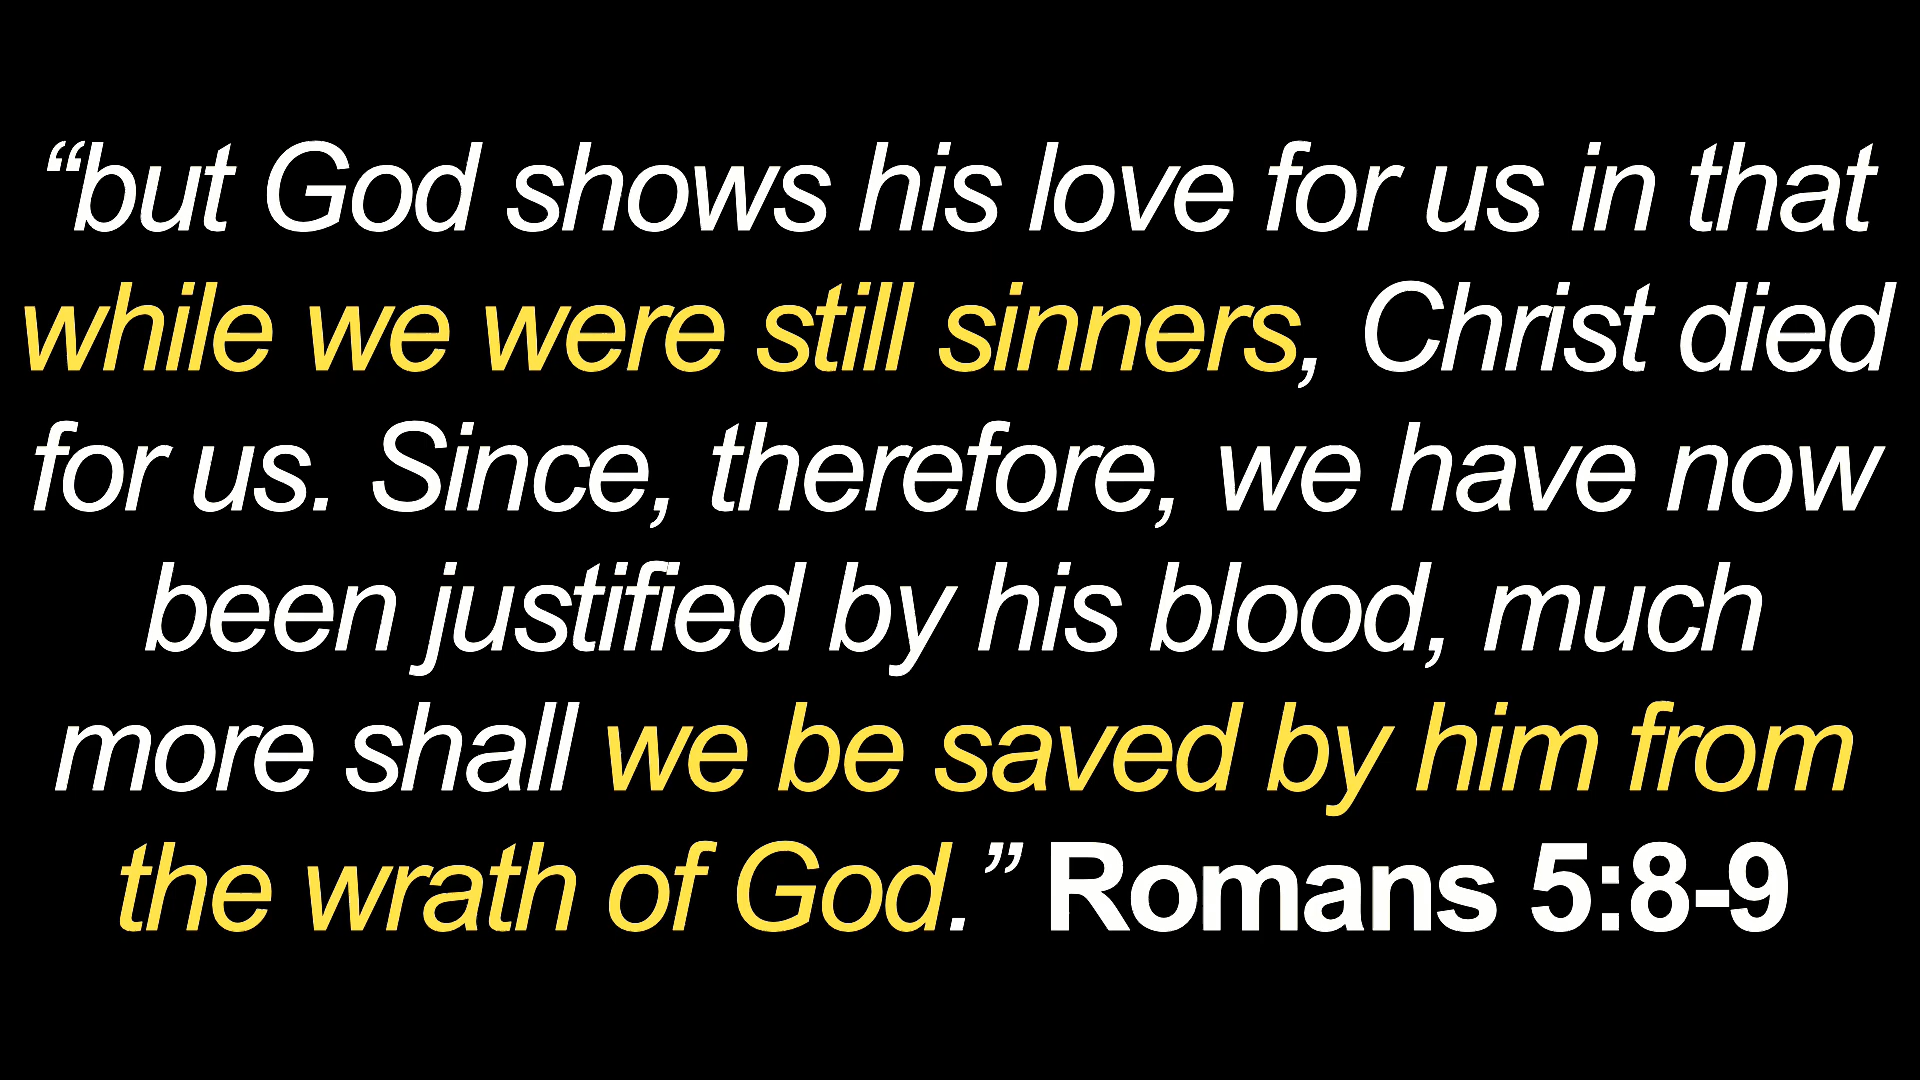 “but God shows his love for us in that
while we were still sinners, Christ died
for us. Since, therefore, we have now
been justified by his blood, much
more shall we be saved by him from
the wrath of God.” Romans 5:8-9